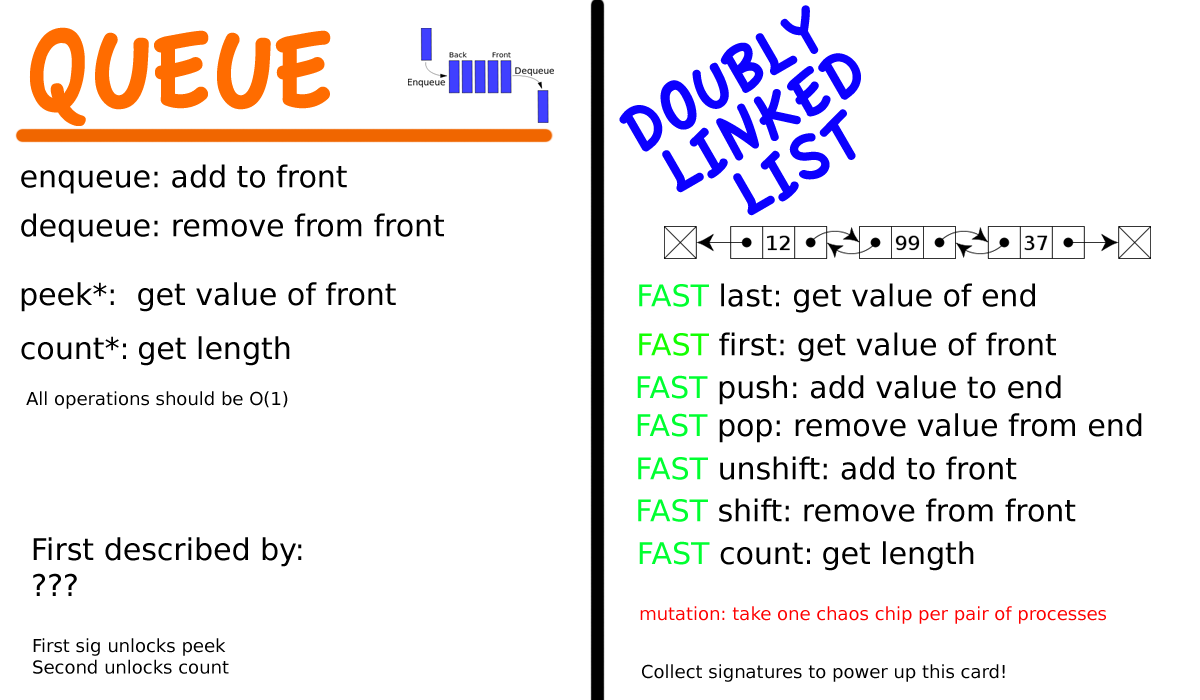 QUEUE
Back Front
Enqueue
Dequeue
enqueue: add to front
dequeue: remove from front
peek*: get value of front
count*: get length
All operations should be O(1)
First described by:
???
First sig unlocks peek
Second unlocks count
DOUBLY
LINKED
LIST
12 99 37
FAST last: get value of end
FAST first: get value of front
FAST push: add value to end
FAST pop: remove value from end
FAST unshift: add to front
FAST shift: remove from front
FAST count: get length
mutation: take one chaos chip per pair of processes
Collect signatures to power up this card!